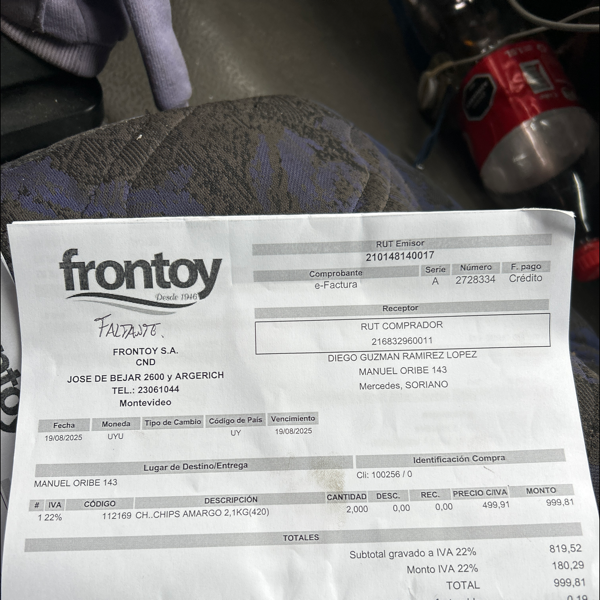 frontoy
Desde 1946
FALTANTE.
FRONTOY S.A.
CND
JOSE DE BEJAR 2600 y ARGERICH
TEL.: 23061044
Montevideo
RUT Emisor
210148140017
Comprobante Serie Número F. pago
e-Factura A 2728334 Crédito
Receptor
RUT COMPRADOR
216832960011
DIEGO GUZMAN RAMIREZ LOPEZ
MANUEL ORIBE 143
Mercedes, SORIANO
Fecha Moneda Tipo de Cambio Código de País Vencimiento
19/08/2025 UYU UY 19/08/2025
Lugar de Destino/Entrega Identificación Compra
MANUEL ORIBE 143 Cli: 100256 / 0
# IVA CÓDIGO DESCRIPCIÓN CANTIDAD DESC. REC. PRECIO C/IVA MONTO
1 22% 112169 CH..CHIPS AMARGO 2,1KG(420) 2,000 0,00 0,00 499,91 999,81
TOTALES
Subtotal gravado a IVA 22% 819,52
Monto IVA 22% 180,29
TOTAL 999,81
0,19